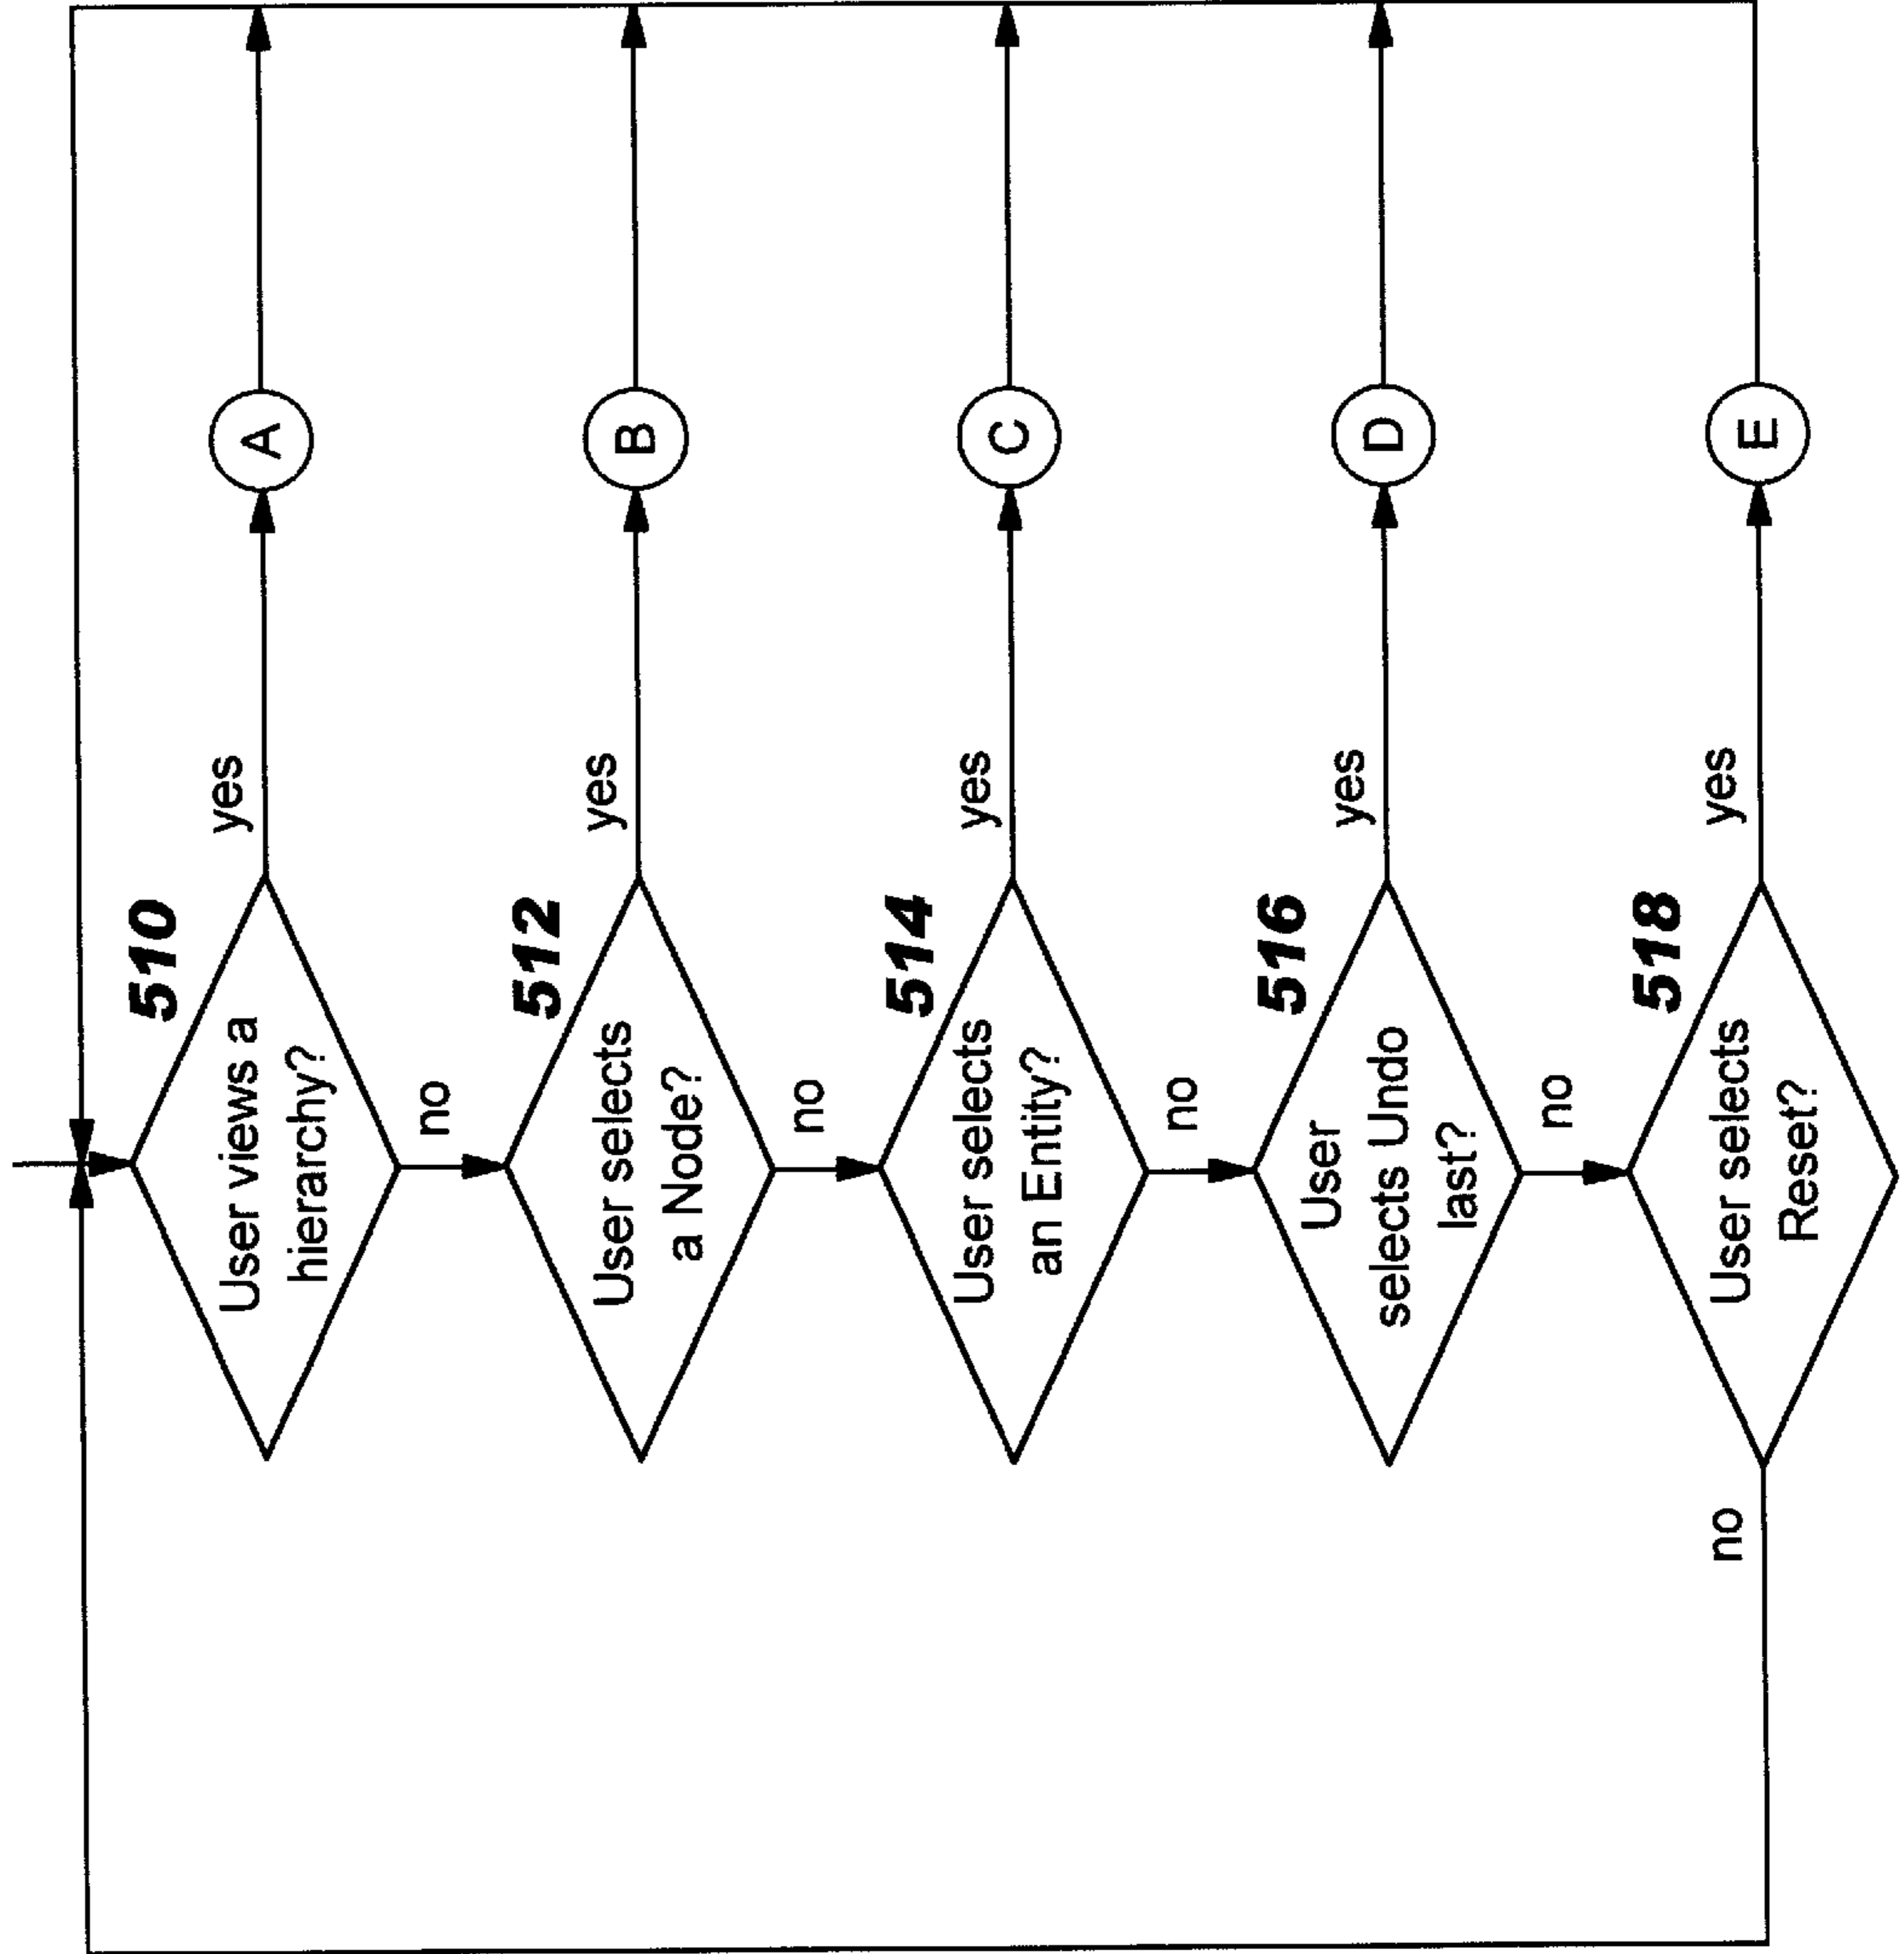 510
User views a
hierarchy?
yes
A
no
512
User selects
a Node?
yes
B
no
514
User selects
an Entity?
yes
C
no
516
User
selects Undo
last?
yes
D
no
518
User selects
Reset?
yes
E
no